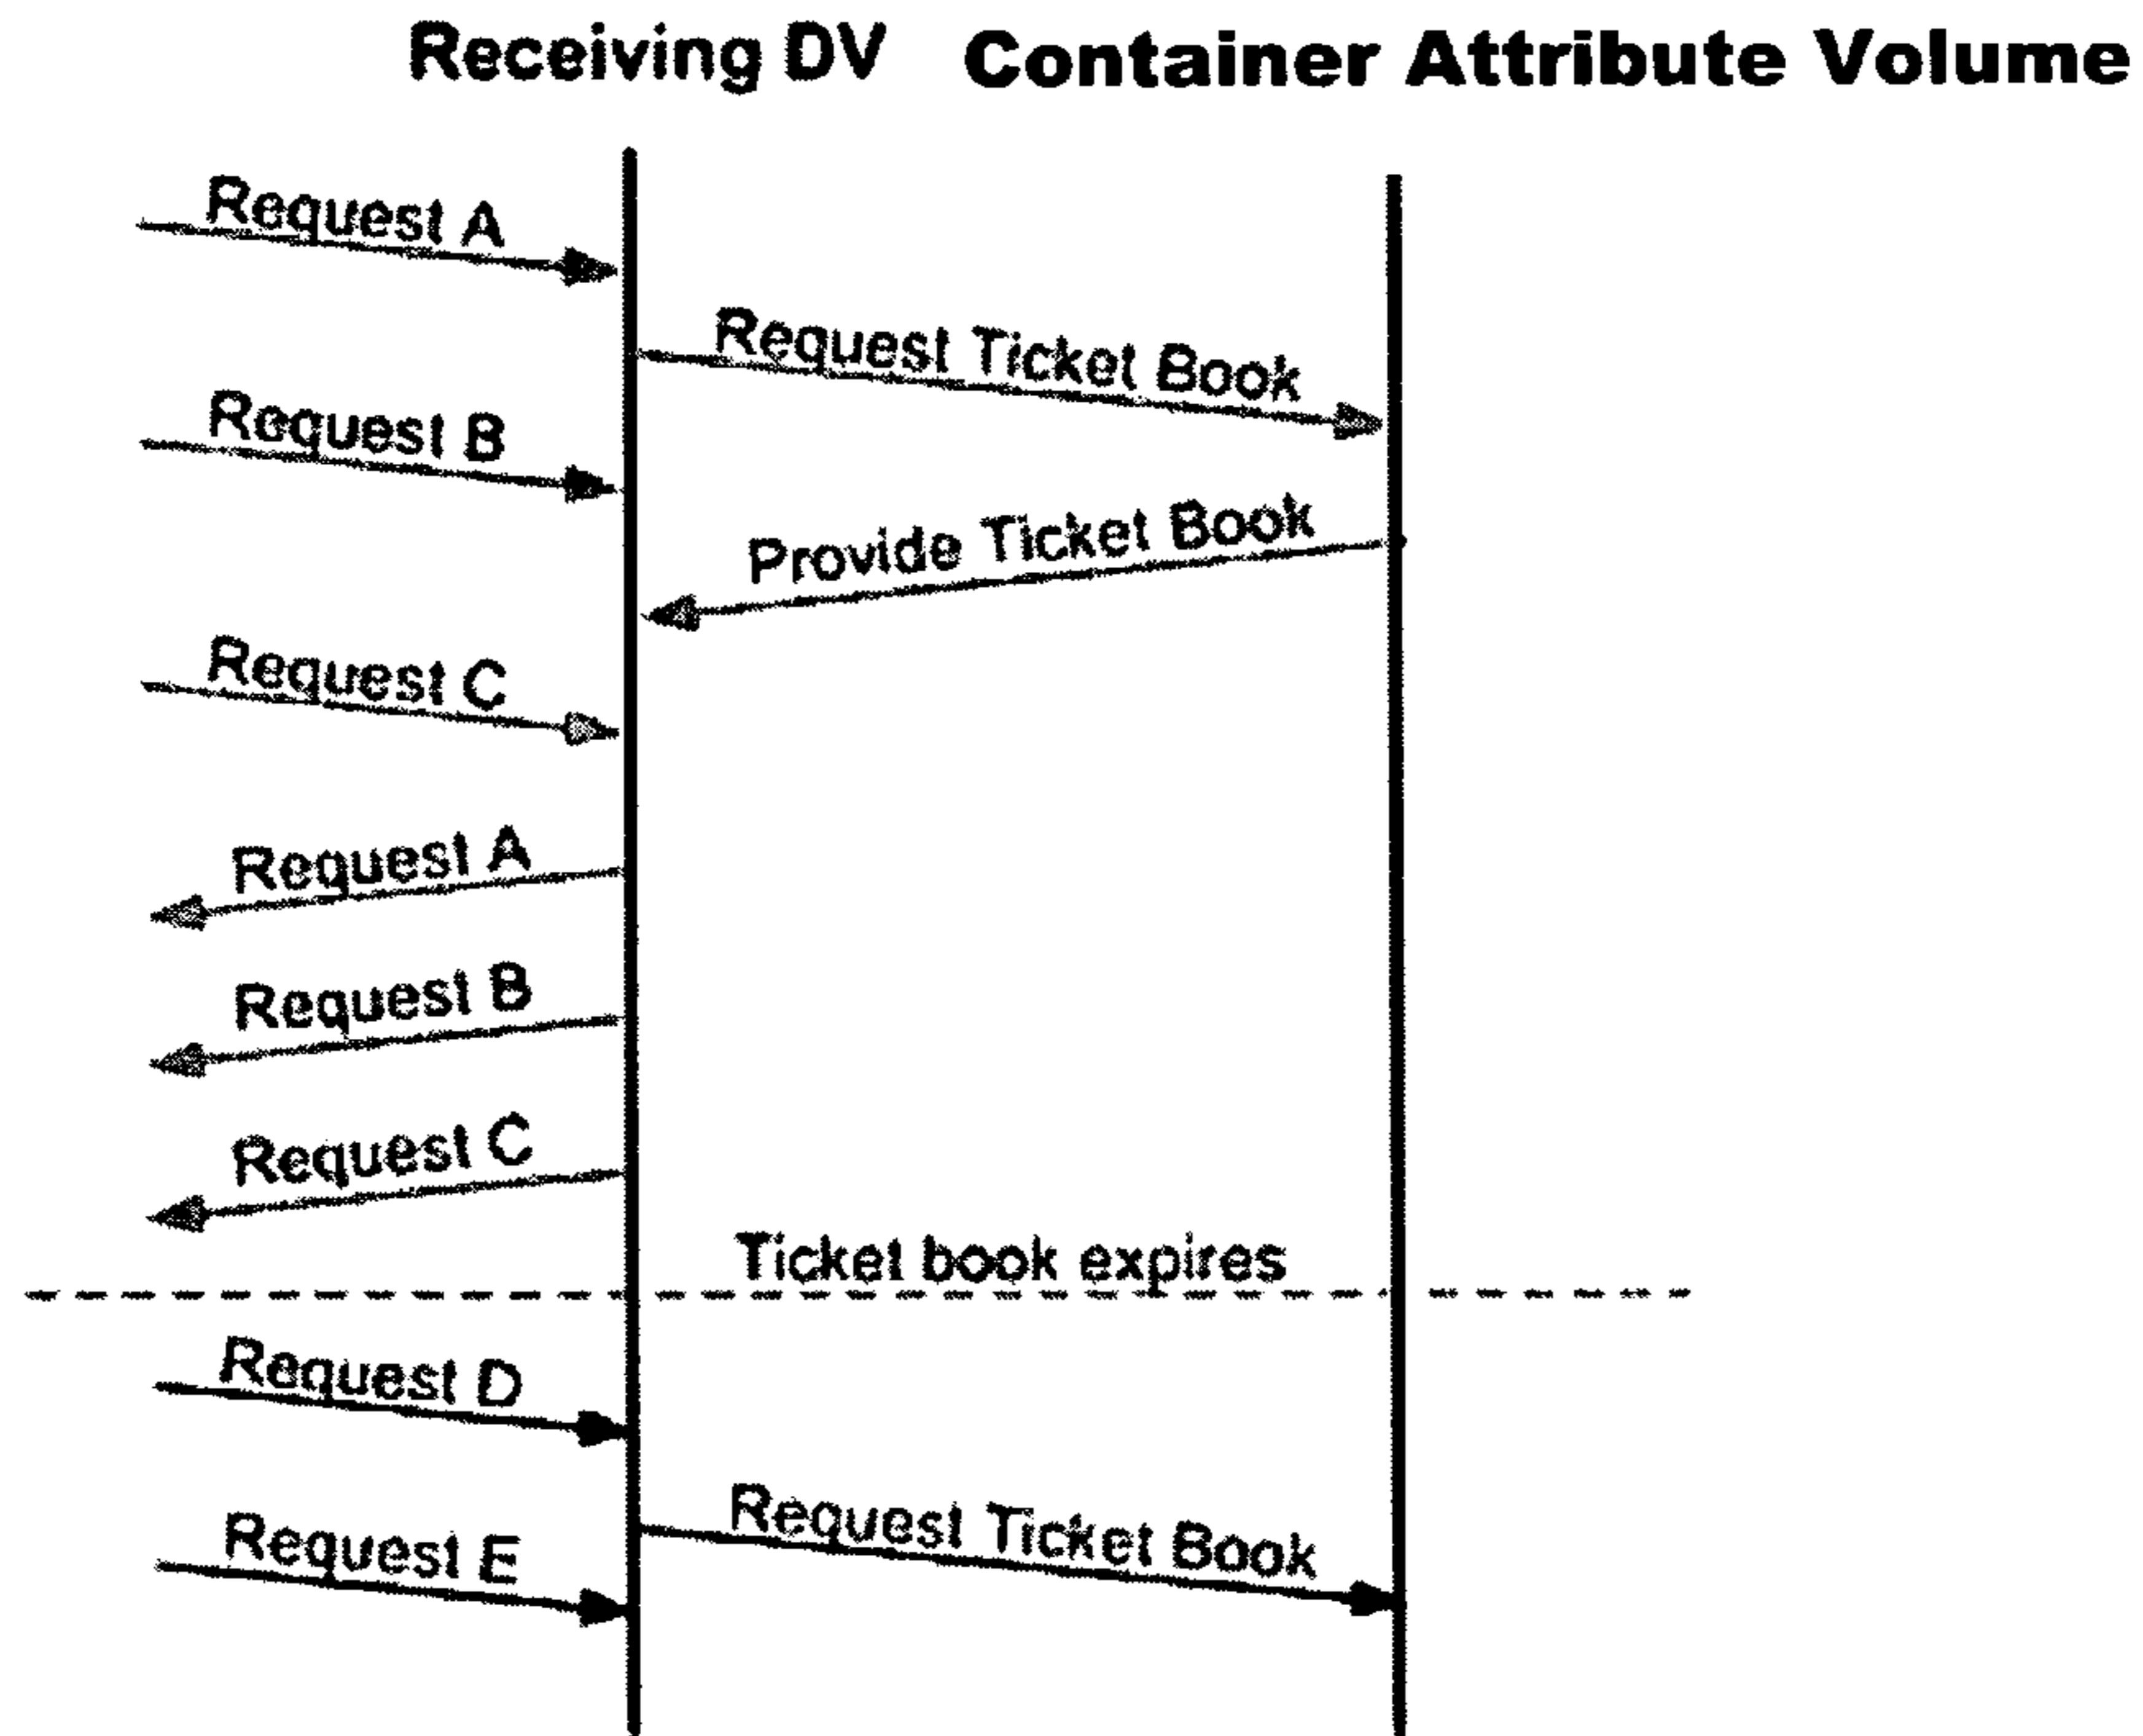 Receiving DV Container Attribute Volume
Request A
Request Ticket Book
Request B
Provide Ticket Book
Request C
Request A
Request B
Request C
Ticket book expires
Request D
Request Ticket Book
Request E